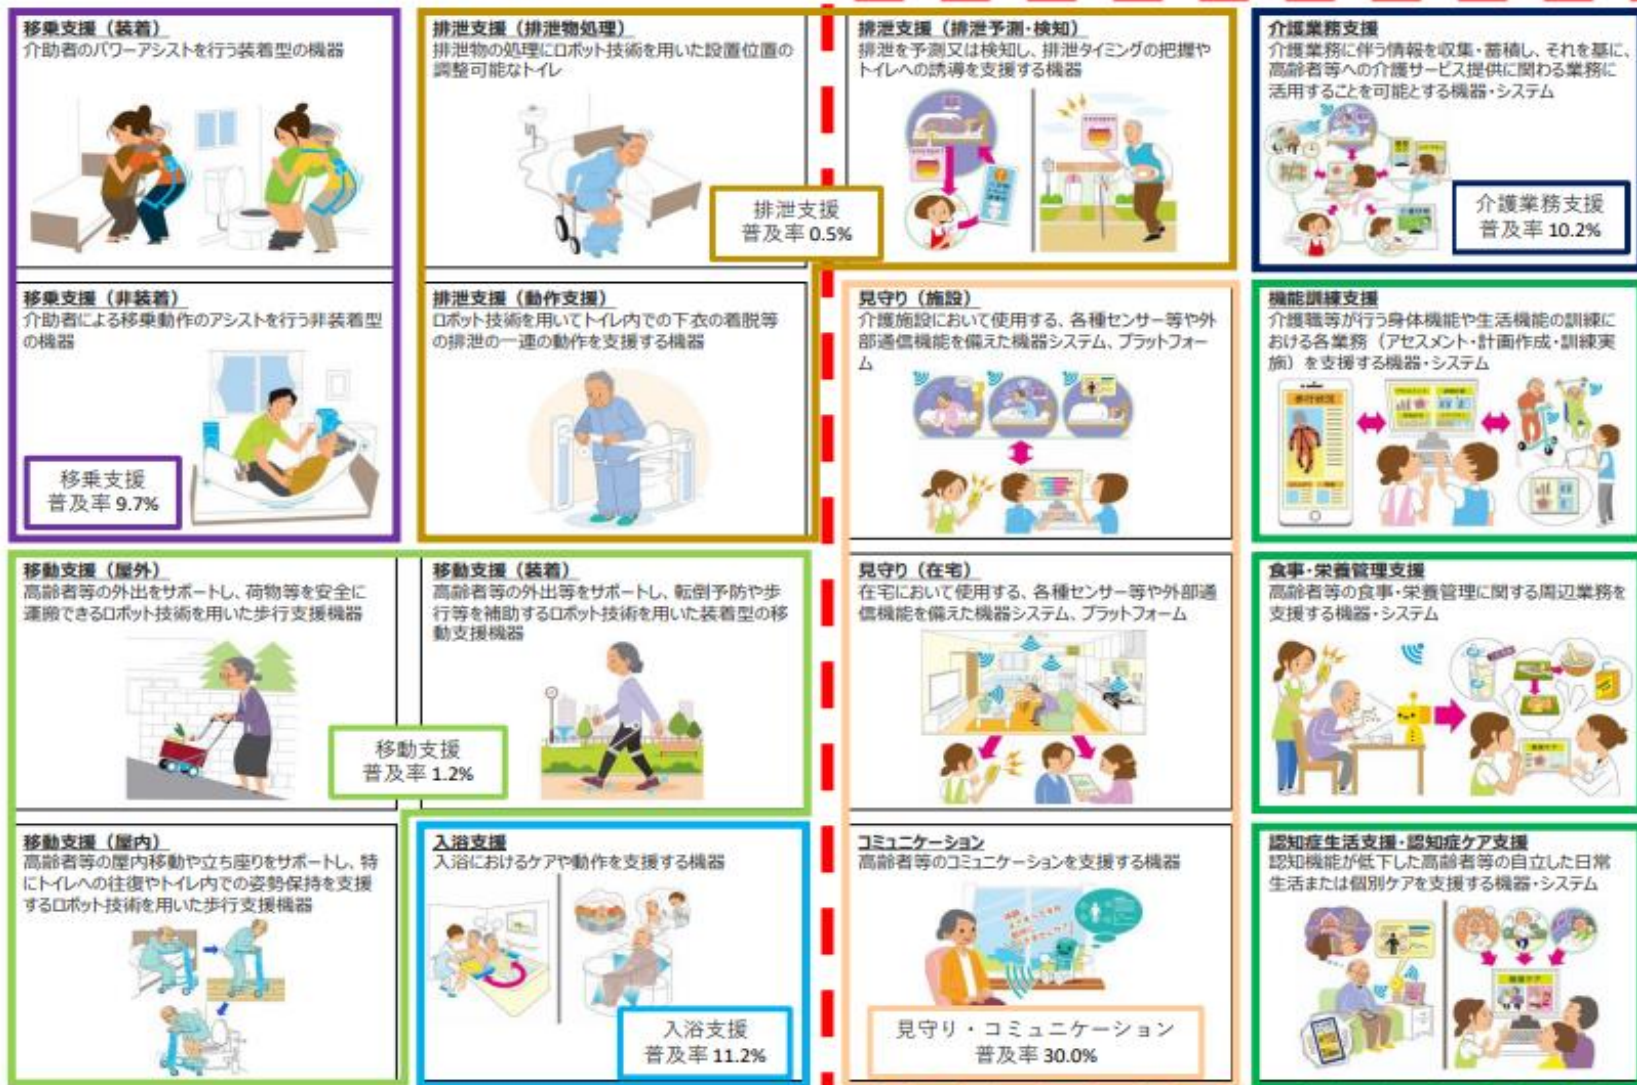 移乗支援（装着）
介助者のパワーアシストを行う装着型の機器
排泄支援（排泄物処理）
排泄物の処理にロボット技術を用いた設置位置の
調整可能なトイレ
排泄支援
普及率 0.5%
排泄支援（排泄予測・検知）
排泄を予測又は検知し、排泄タイミングの把握や
トイレへの誘導を支援する機器
介護業務支援
介護業務に伴う情報を収集・蓄積し、それを基に、
高齢者等への介護サービス提供に関わる業務に
活用することを可能とする機器・システム
介護業務支援
普及率 10.2%
移乗支援（非装着）
介助者による移乗動作のアシストを行う非装着型
の機器
移乗支援
普及率 9.7%
排泄支援（動作支援）
ロボット技術を用いてトイレ内での下衣の着脱等
の排泄の一連の動作を支援する機器
見守り（施設）
介護施設において使用する、各種センサー等や外
部通信機能を備えた機器システム、プラットフォー
ム
機能訓練支援
介護職等が行う身体機能や生活機能の訓練に
おける各業務（アセスメント・計画作成・訓練実
施）を支援する機器・システム
歩行状況
移動支援（屋外）
高齢者等の外出をサポートし、荷物等を安全に
運搬できるロボット技術を用いた歩行支援機器
移動支援
普及率 1.2%
移動支援（装着）
高齢者等の外出等をサポートし、転倒予防や歩
行等を補助するロボット技術を用いた装着型の移
動支援機器
見守り（在宅）
在宅において使用する、各種センサー等や外部通
信機能を備えた機器システム、プラットフォーム
食事・栄養管理支援
高齢者等の食事・栄養管理に関する周辺業務を
支援する機器・システム
移動支援（屋内）
高齢者等の屋内移動や立ち座りをサポートし、特
にトイレへの往復やトイレ内での姿勢保持を支援
するロボット技術を用いた歩行支援機器
入浴支援
入浴におけるケアや動作を支援する機器
入浴支援
普及率 11.2%
コミュニケーション
高齢者等のコミュニケーションを支援する機器
見守り・コミュニケーション
普及率 30.0%
認知症生活支援・認知症ケア支援
認知機能が低下した高齢者等の自立した日常
生活または個別ケアを支援する機器・システム